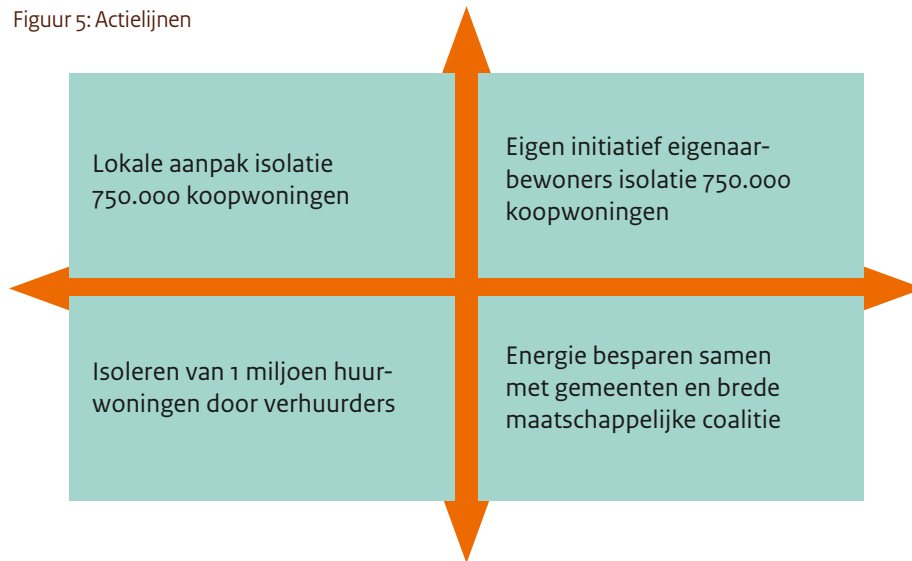 Figuur 5: Actielijnen
Lokale aanpak isolatie
750.000 koopwoningen
Eigen initiatief eigenaar-
bewoners isolatie 750.000
koopwoningen
Isoleren van 1 miljoen huur-
woningen door verhuurders
Energie besparen samen
met gemeenten en brede
maatschappelijke coalitie